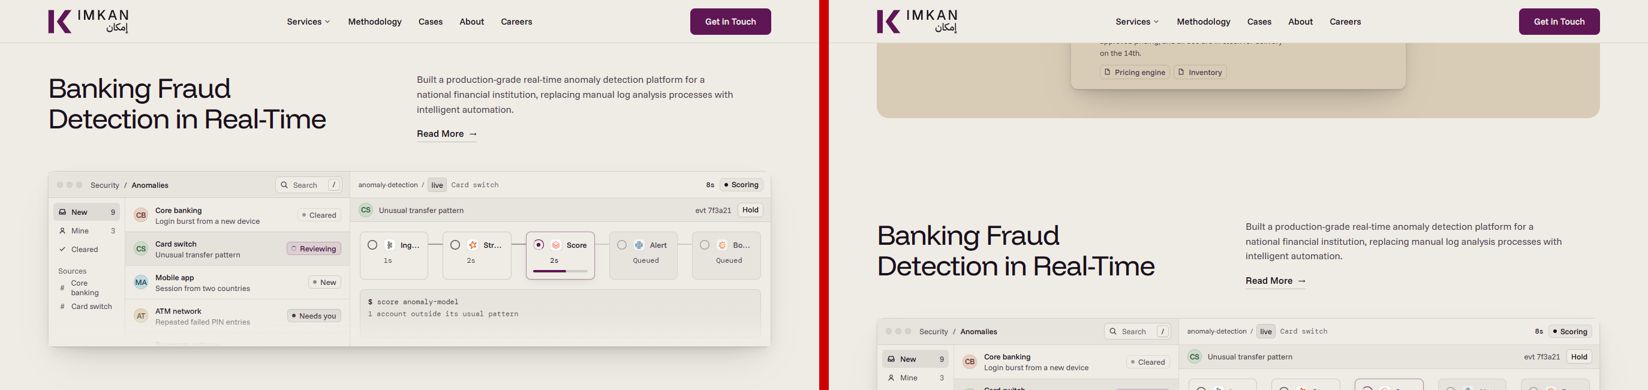 IMKAN
إمكان
Services
Methodology
Cases
About
Careers
Get in Touch
Banking Fraud
Detection in Real-Time
Built a production-grade real-time anomaly detection platform for a
national financial institution, replacing manual log analysis processes with
intelligent automation.
Read More →
Security / Anomalies
Search /
anomaly-detection / live Card switch
8s Scoring
New 9
Mine 3
Cleared
Sources
# Core
banking
# Card switch
CB Core banking
Login burst from a new device
Cleared
CS Card switch
Unusual transfer pattern
Reviewing
MA Mobile app
Session from two countries
New
AT ATM network
Repeated failed PIN entries
Needs you
CS Unusual transfer pattern
evt 7f3a21 Hold
Ing...
1s
Str...
2s
Score
2s
Alert
Queued
Bo...
Queued
$ score anomaly-model
1 account outside its usual pattern
IMKAN
إمكان
Services
Methodology
Cases
About
Careers
Get in Touch
on the 14th.
Pricing engine
Inventory
Banking Fraud
Detection in Real-Time
Built a production-grade real-time anomaly detection platform for a
national financial institution, replacing manual log analysis processes with
intelligent automation.
Read More →
Security / Anomalies
Search /
anomaly-detection / live Card switch
8s Scoring
New 9
Mine 3
CB Core banking
Login burst from a new device
Cleared
CS Unusual transfer pattern
evt 7f3a21 Hold